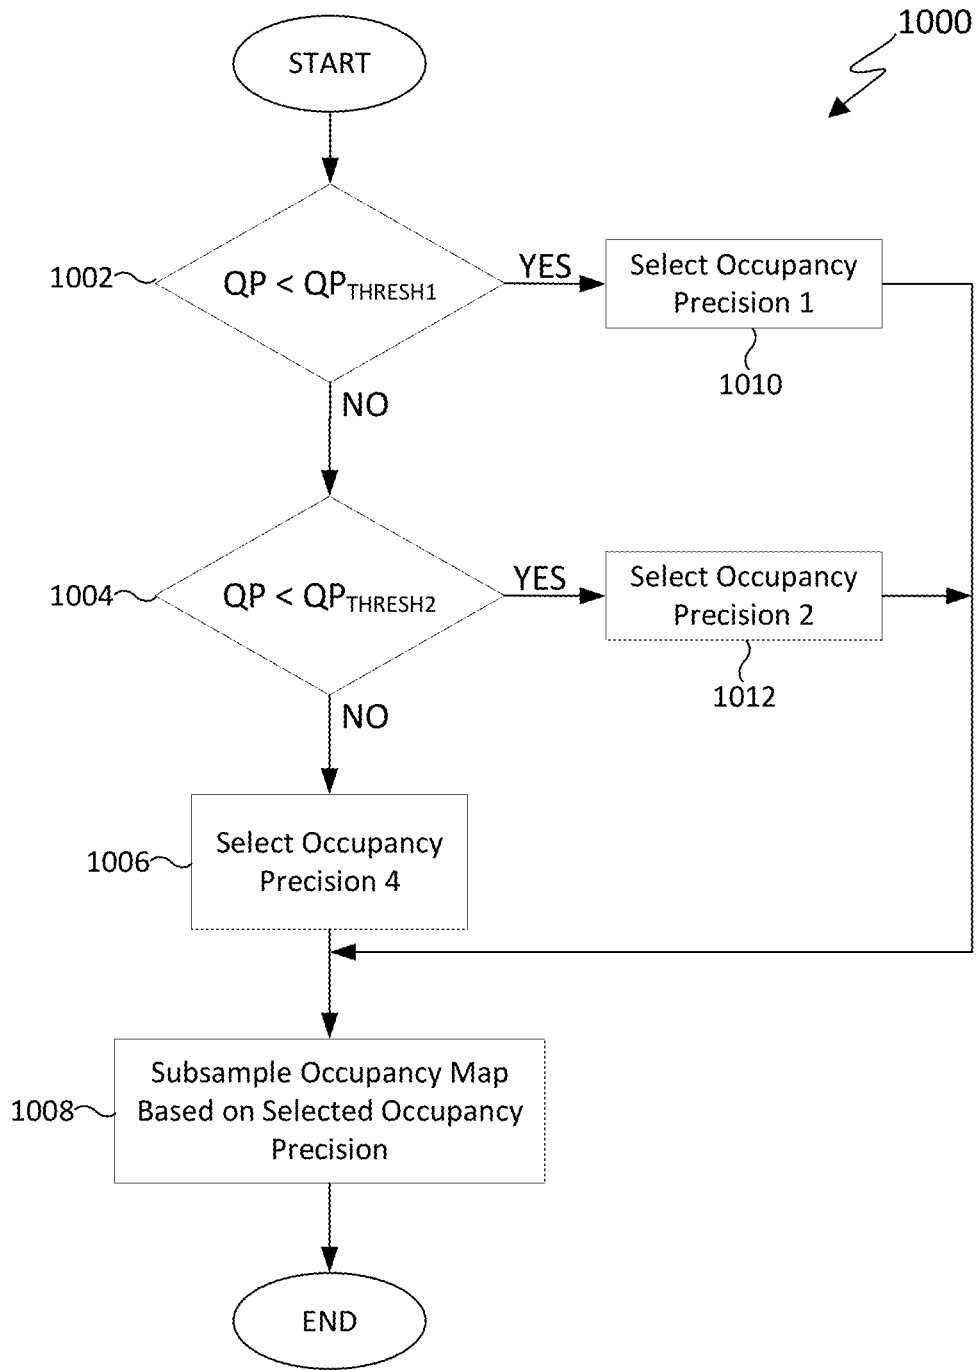 1000
START
1002
QP < QPTHRESH1
YES
Select Occupancy
Precision 1
1010
NO
1004
QP < QPTHRESH2
YES
Select Occupancy
Precision 2
1012
NO
1006
Select Occupancy
Precision 4
1008
Subsample Occupancy Map
Based on Selected Occupancy
Precision
END